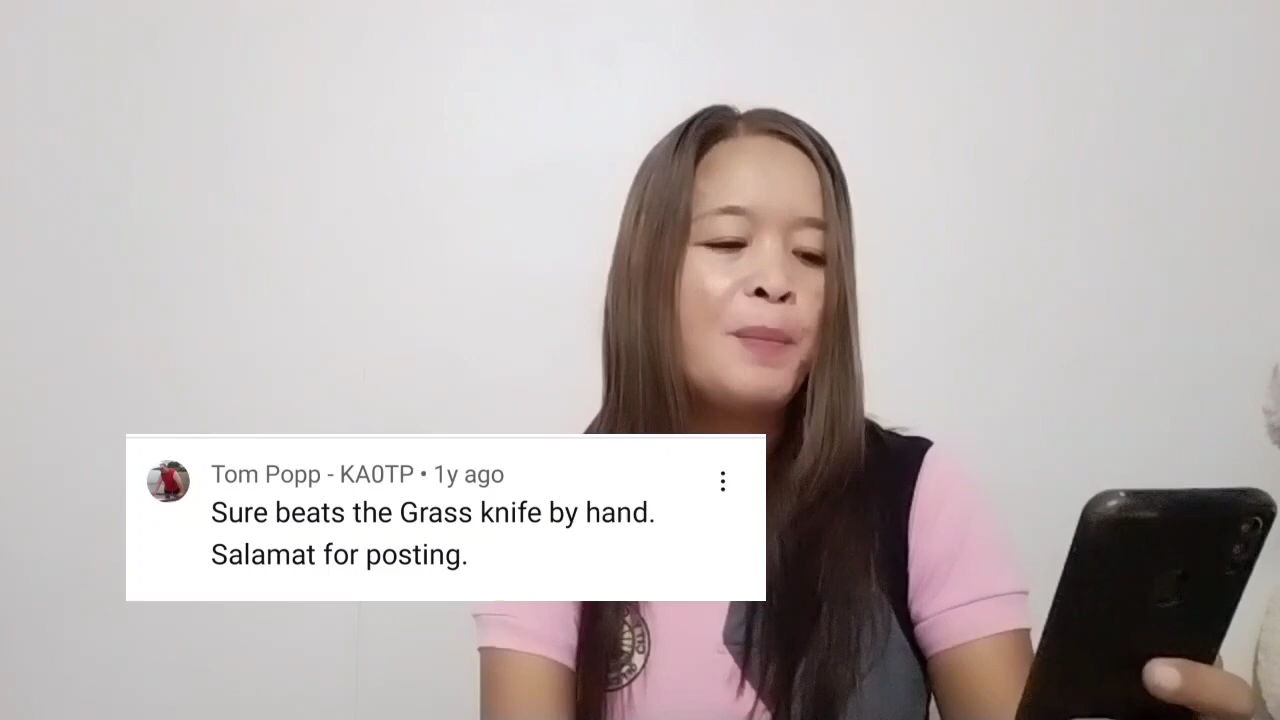 Tom Popp - KA0TP • 1y ago
Sure beats the Grass knife by hand.
Salamat for posting.